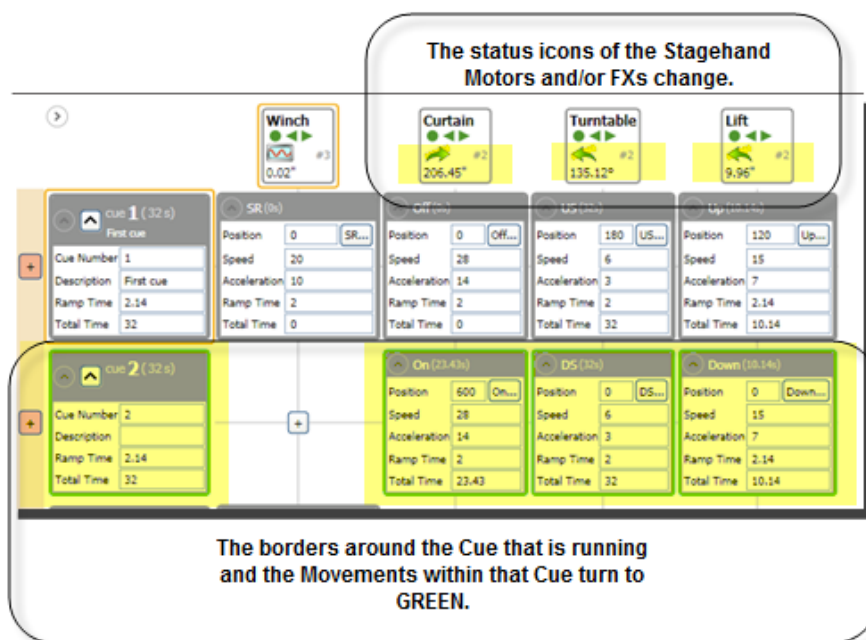 The status icons of the Stagehand
Motors and/or FXs change.
Winch
#3
0.02"
Curtain
#2
206.45"
Turntable
#2
135.12°
Lift
#2
9.96"
cue 1 (32 s)
First cue
Cue Number 1
Description First cue
Ramp Time 2.14
Total Time 32
SR (0s)
Position 0 SR...
Speed 20
Acceleration 10
Ramp Time 2
Total Time 0
Off (0s)
Position 0 Off...
Speed 28
Acceleration 14
Ramp Time 2
Total Time 0
US (32s)
Position 180 US...
Speed 6
Acceleration 3
Ramp Time 2
Total Time 32
Up (10.14s)
Position 120 Up...
Speed 15
Acceleration 7
Ramp Time 2.14
Total Time 10.14
+
cue 2 (32 s)
Cue Number 2
Description
Ramp Time 2.14
Total Time 32
+
+
On (23.43s)
Position 600 On...
Speed 28
Acceleration 14
Ramp Time 2
Total Time 23.43
DS (32s)
Position 0 DS...
Speed 6
Acceleration 3
Ramp Time 2
Total Time 32
Down (10.14s)
Position 0 Down...
Speed 15
Acceleration 7
Ramp Time 2.14
Total Time 10.14
The borders around the Cue that is running
and the Movements within that Cue turn to
GREEN.